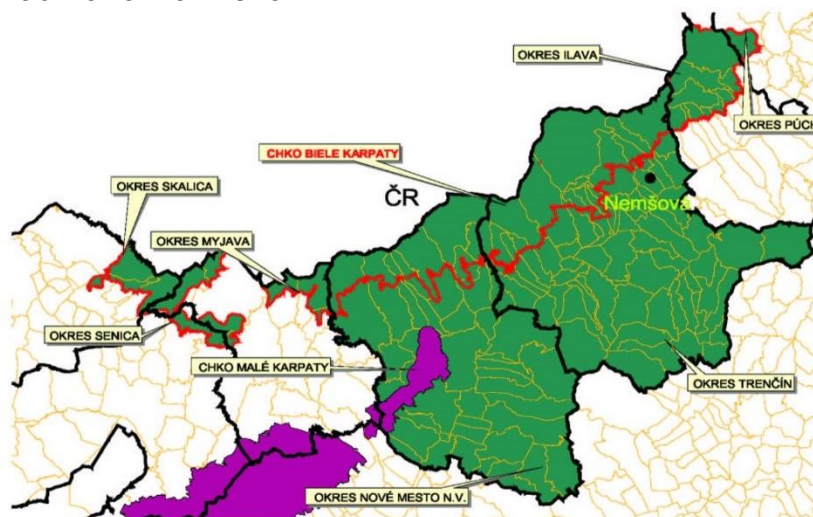 OKRES ILAVA
OKRES PÚCH
CHKO BIELE KARPATY
OKRES SKALICA
ČR
Nemšová
OKRES MYJAVA
OKRES SENICA
CHKO MALÉ KARPATY
OKRES TRENČÍN
OKRES NOVÉ MESTO N.V.